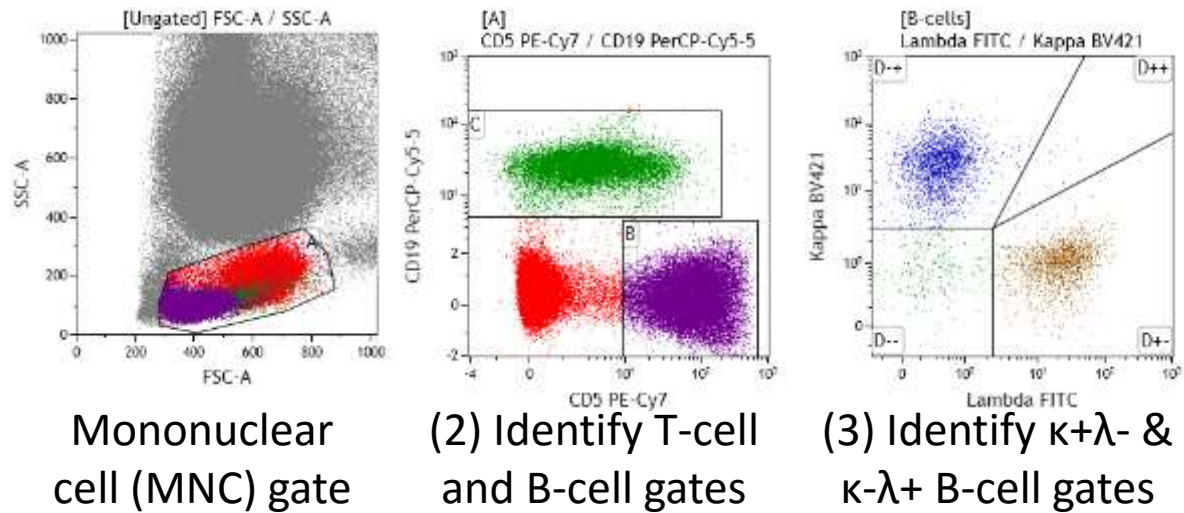 [Ungated] FSC-A / SSC-A
1000
800
600
400
200
0
SSC-A
A
0 200 400 600 800 1000
FSC-A
Mononuclear
cell (MNC) gate
[A]
CD5 PE-Cy7 / CD19 PerCP-Cy5-5
C
B
2
0
-2
CD19 PerCP-Cy5-5
-4 0
CD5 PE-Cy7
(2) Identify T-cell
and B-cell gates
[B-cells]
Lambda FITC / Kappa BV421
D-+ D++
Kappa BV421
0
D-- D+-
0
Lambda FITC
(3) Identify κ+λ- &
κ-λ+ B-cell gates